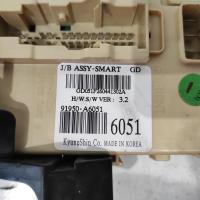 J/B ASSY-SMART GD
H/W.S/W VER : 3.2
91950-A6051
6051
KyungShin Co. MADE IN KOREA